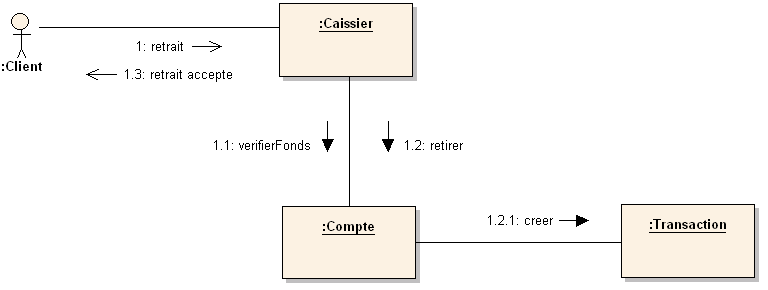 :Caissier
1: retrait
:Client
1.3: retrait accepte
1.1: verifierFonds
1.2: retirer
:Compte
1.2.1: creer
:Transaction